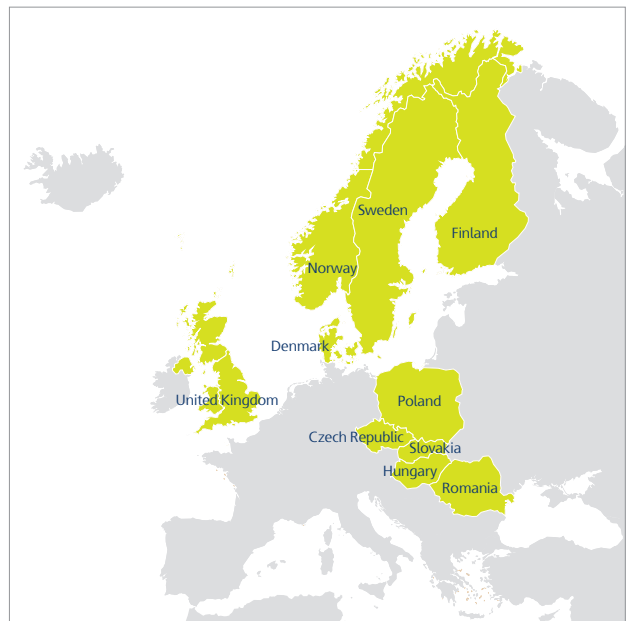 Sweden
Finland
Norway
Denmark
United Kingdom
Poland
Czech Republic
Slovakia
Hungary
Romania